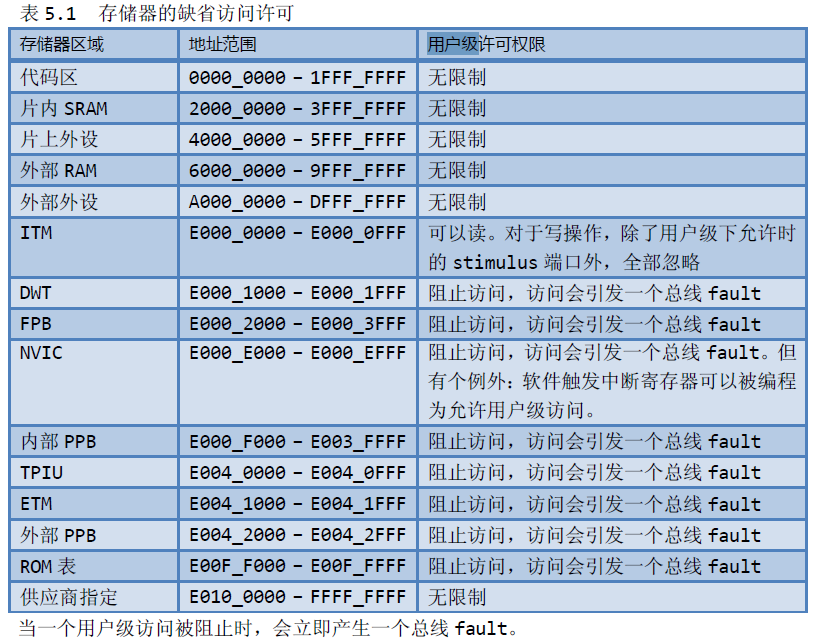 表 5.1 存储器的缺省访问许可
存储器区域 地址范围 用户级许可权限
代码区 0000_0000 – 1FFF_FFFF 无限制
片内 SRAM 2000_0000 – 3FFF_FFFF 无限制
片上外设 4000_0000 – 5FFF_FFFF 无限制
外部 RAM 6000_0000 – 9FFF_FFFF 无限制
外部外设 A000_0000 – DFFF_FFFF 无限制
ITM E000_0000 – E000_0FFF 可以读。对于写操作，除了用户级下允许时
的 stimulus 端口外，全部忽略
DWT E000_1000 – E000_1FFF 阻止访问，访问会引发一个总线 fault
FPB E000_2000 – E000_3FFF 阻止访问，访问会引发一个总线 fault
NVIC E000_E000 – E000_EFFF 阻止访问，访问会引发一个总线 fault。但
有个例外：软件触发中断寄存器可以被编程
为允许用户级访问。
内部 PPB E000_F000 – E003_FFFF 阻止访问，访问会引发一个总线 fault
TPIU E004_0000 – E004_0FFF 阻止访问，访问会引发一个总线 fault
ETM E004_1000 – E004_1FFF 阻止访问，访问会引发一个总线 fault
外部 PPB E004_2000 – E004_2FFF 阻止访问，访问会引发一个总线 fault
ROM 表 E00F_F000 – E00F_FFFF 阻止访问，访问会引发一个总线 fault
供应商指定 E010_0000 – FFFF_FFFF 无限制
当一个用户级访问被阻止时，会立即产生一个总线 fault。